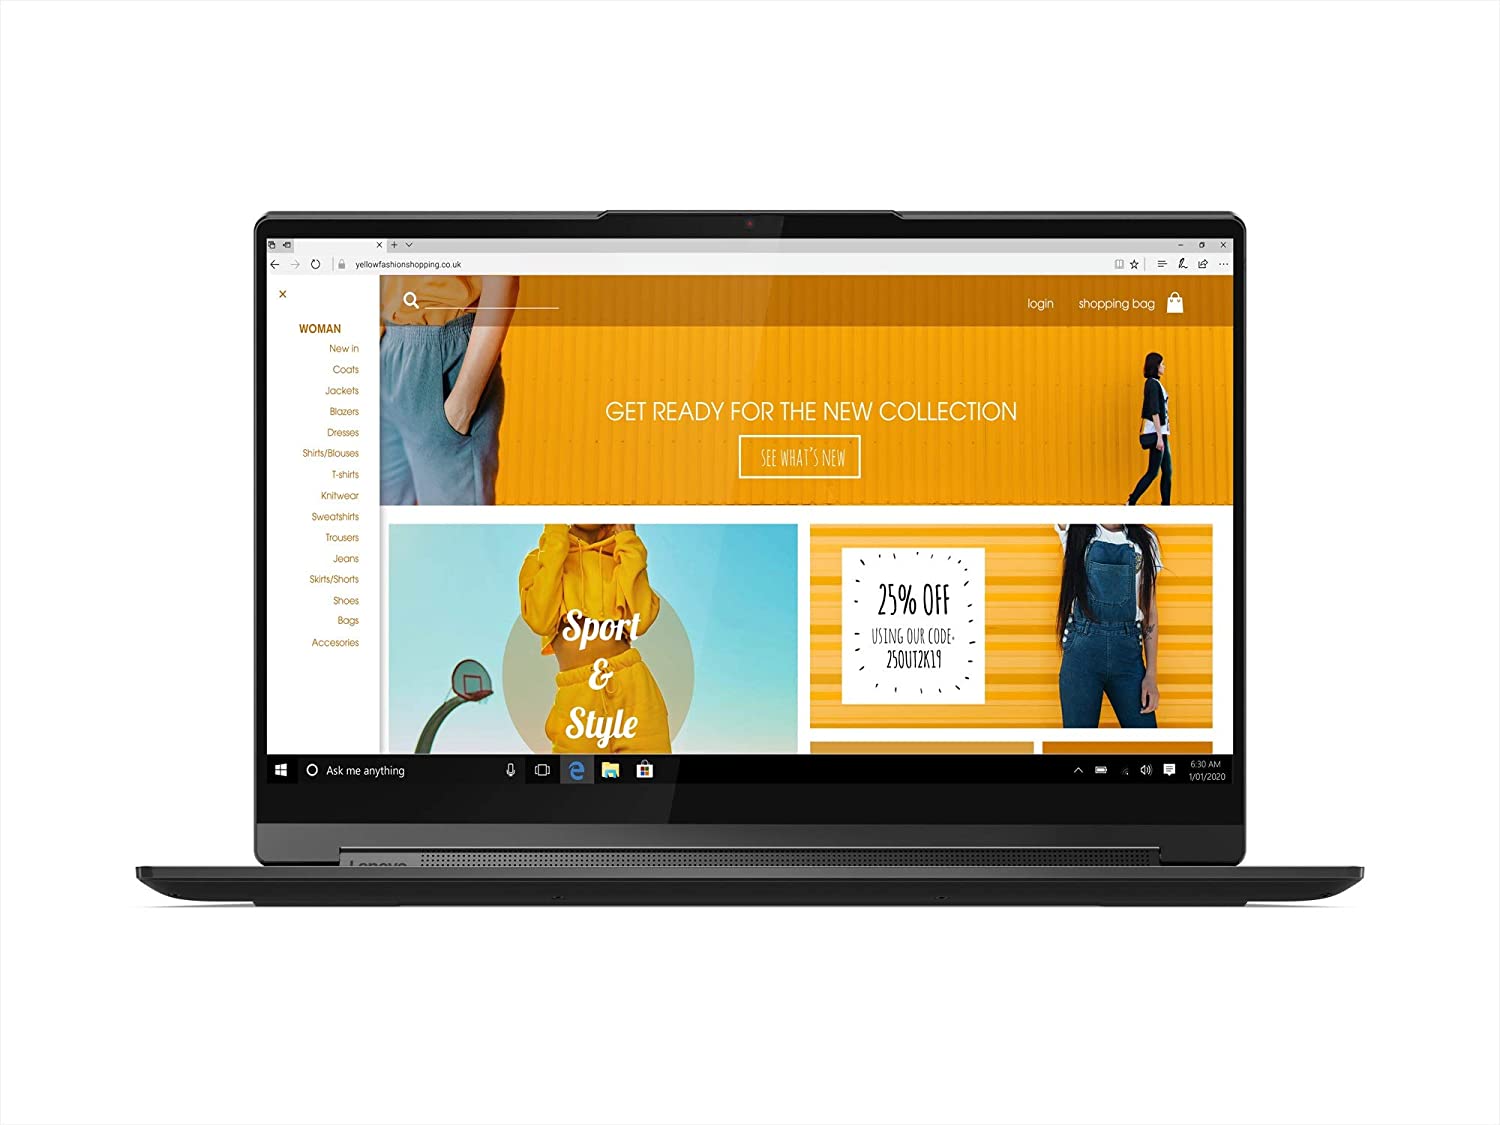 yellowfashionshopping.co.uk
login
shopping bag
WOMAN
New in
Coats
Jackets
Blazers
Dresses
Shirts/Blouses
T-shirts
Knitwear
Sweatshirts
Trousers
Jeans
Skirts/Shorts
Shoes
Bags
Accesories
GET READY FOR THE NEW COLLECTION
SEE WHAT'S NEW
Sport
&
Style
25% OFF
USING OUR CODE:
25OUT2K19
Ask me anything
6:30 AM
1/01/2020
Lenovo